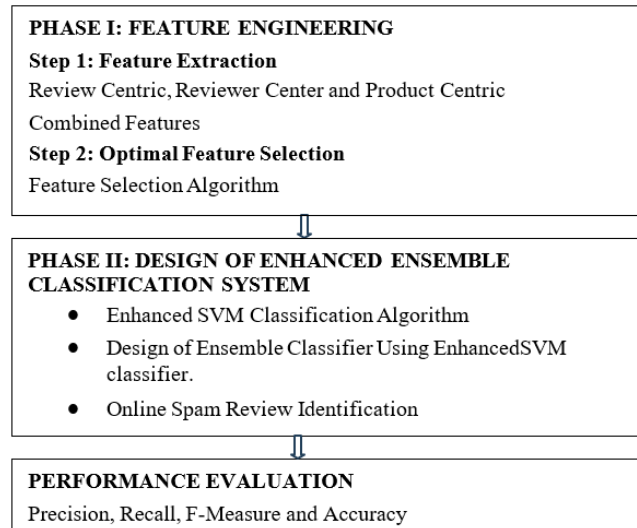 PHASE I: FEATURE ENGINEERING
Step 1: Feature Extraction
Review Centric, Reviewer Center and Product Centric
Combined Features
Step 2: Optimal Feature Selection
Feature Selection Algorithm
PHASE II: DESIGN OF ENHANCED ENSEMBLE
CLASSIFICATION SYSTEM
● Enhanced SVM Classification Algorithm
● Design of Ensemble Classifier Using EnhancedSVM
classifier.
● Online Spam Review Identification
PERFORMANCE EVALUATION
Precision, Recall, F-Measure and Accuracy